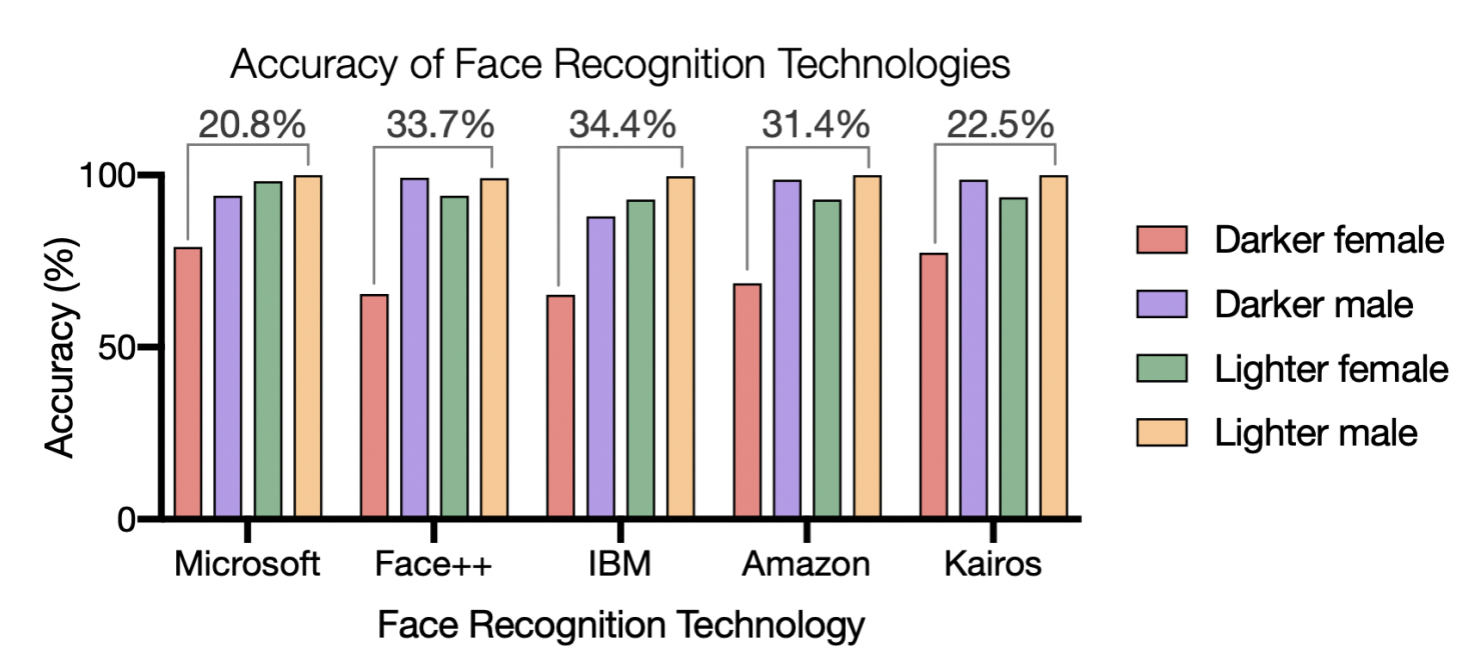 Accuracy of Face Recognition Technologies
20.8% 33.7% 34.4% 31.4% 22.5%
100
50
0
Accuracy (%)
Microsoft Face++ IBM Amazon Kairos
Face Recognition Technology
Darker female
Darker male
Lighter female
Lighter male